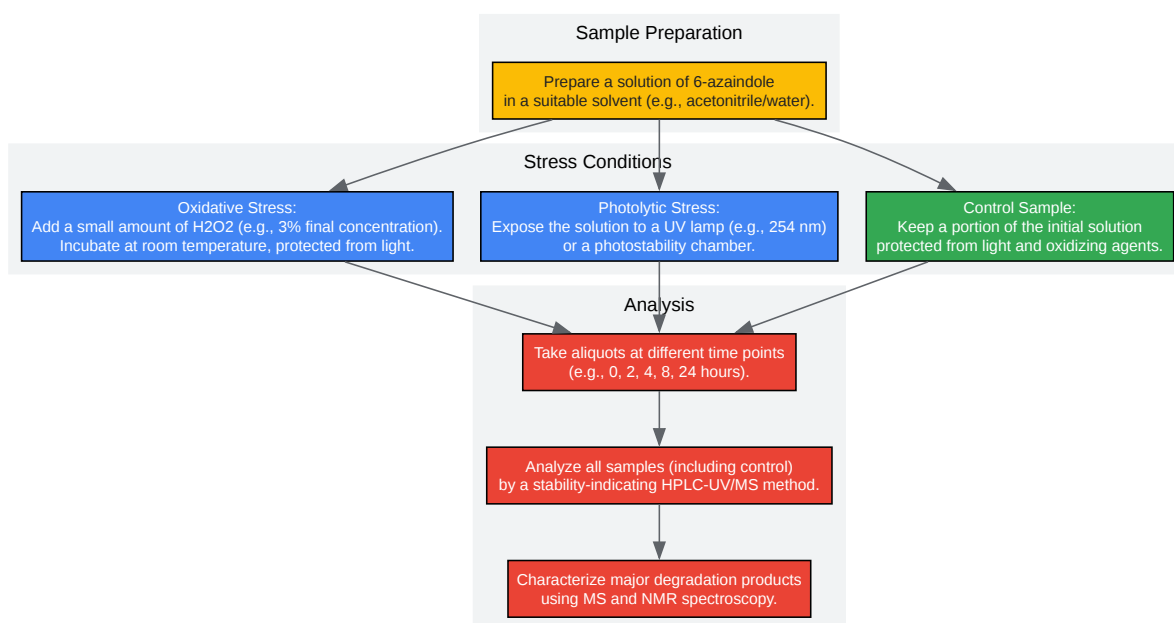 Sample Preparation
Prepare a solution of 6-azaindole
in a suitable solvent (e.g., acetonitrile/water).
Stress Conditions
Oxidative Stress:
Add a small amount of H2O2 (e.g., 3% final concentration).
Incubate at room temperature, protected from light.
Photolytic Stress:
Expose the solution to a UV lamp (e.g., 254 nm)
or a photostability chamber.
Control Sample:
Keep a portion of the initial solution
protected from light and oxidizing agents.
Analysis
Take aliquots at different time points
(e.g., 0, 2, 4, 8, 24 hours).
Analyze all samples (including control)
by a stability-indicating HPLC-UV/MS method.
Characterize major degradation products
using MS and NMR spectroscopy.